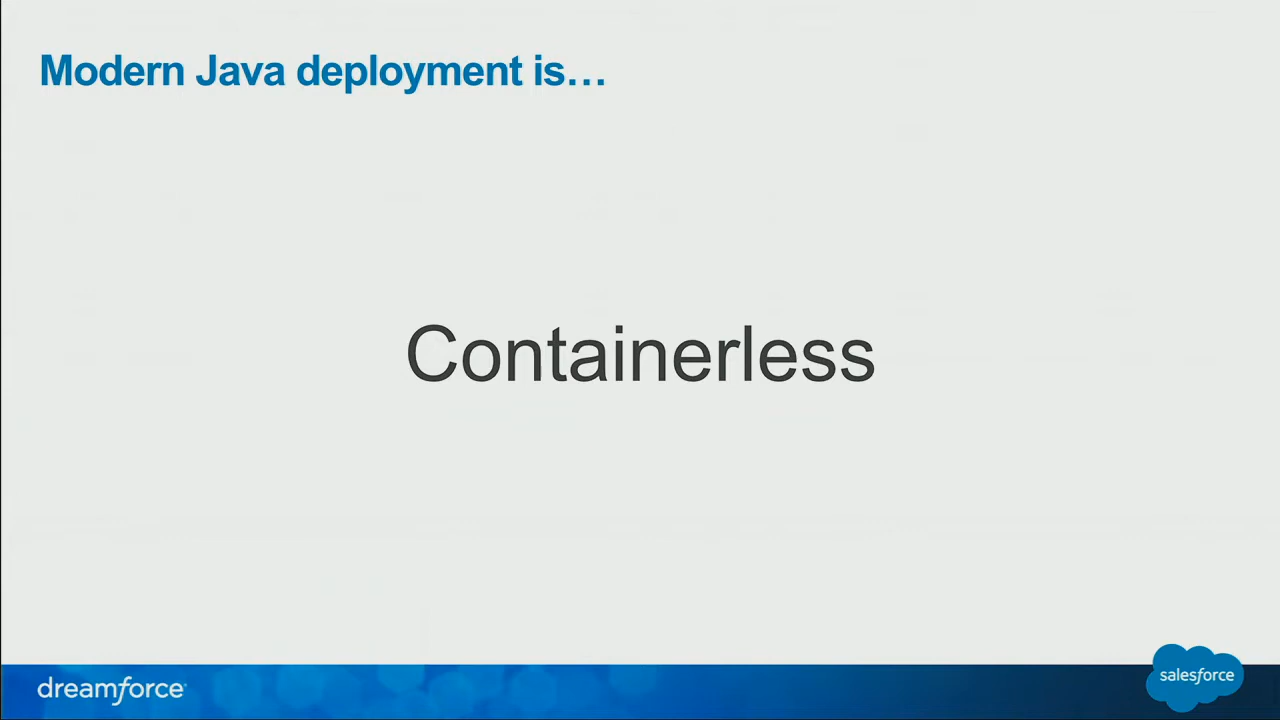 Modern Java deployment is…
Containerless
dreamforce
salesforce